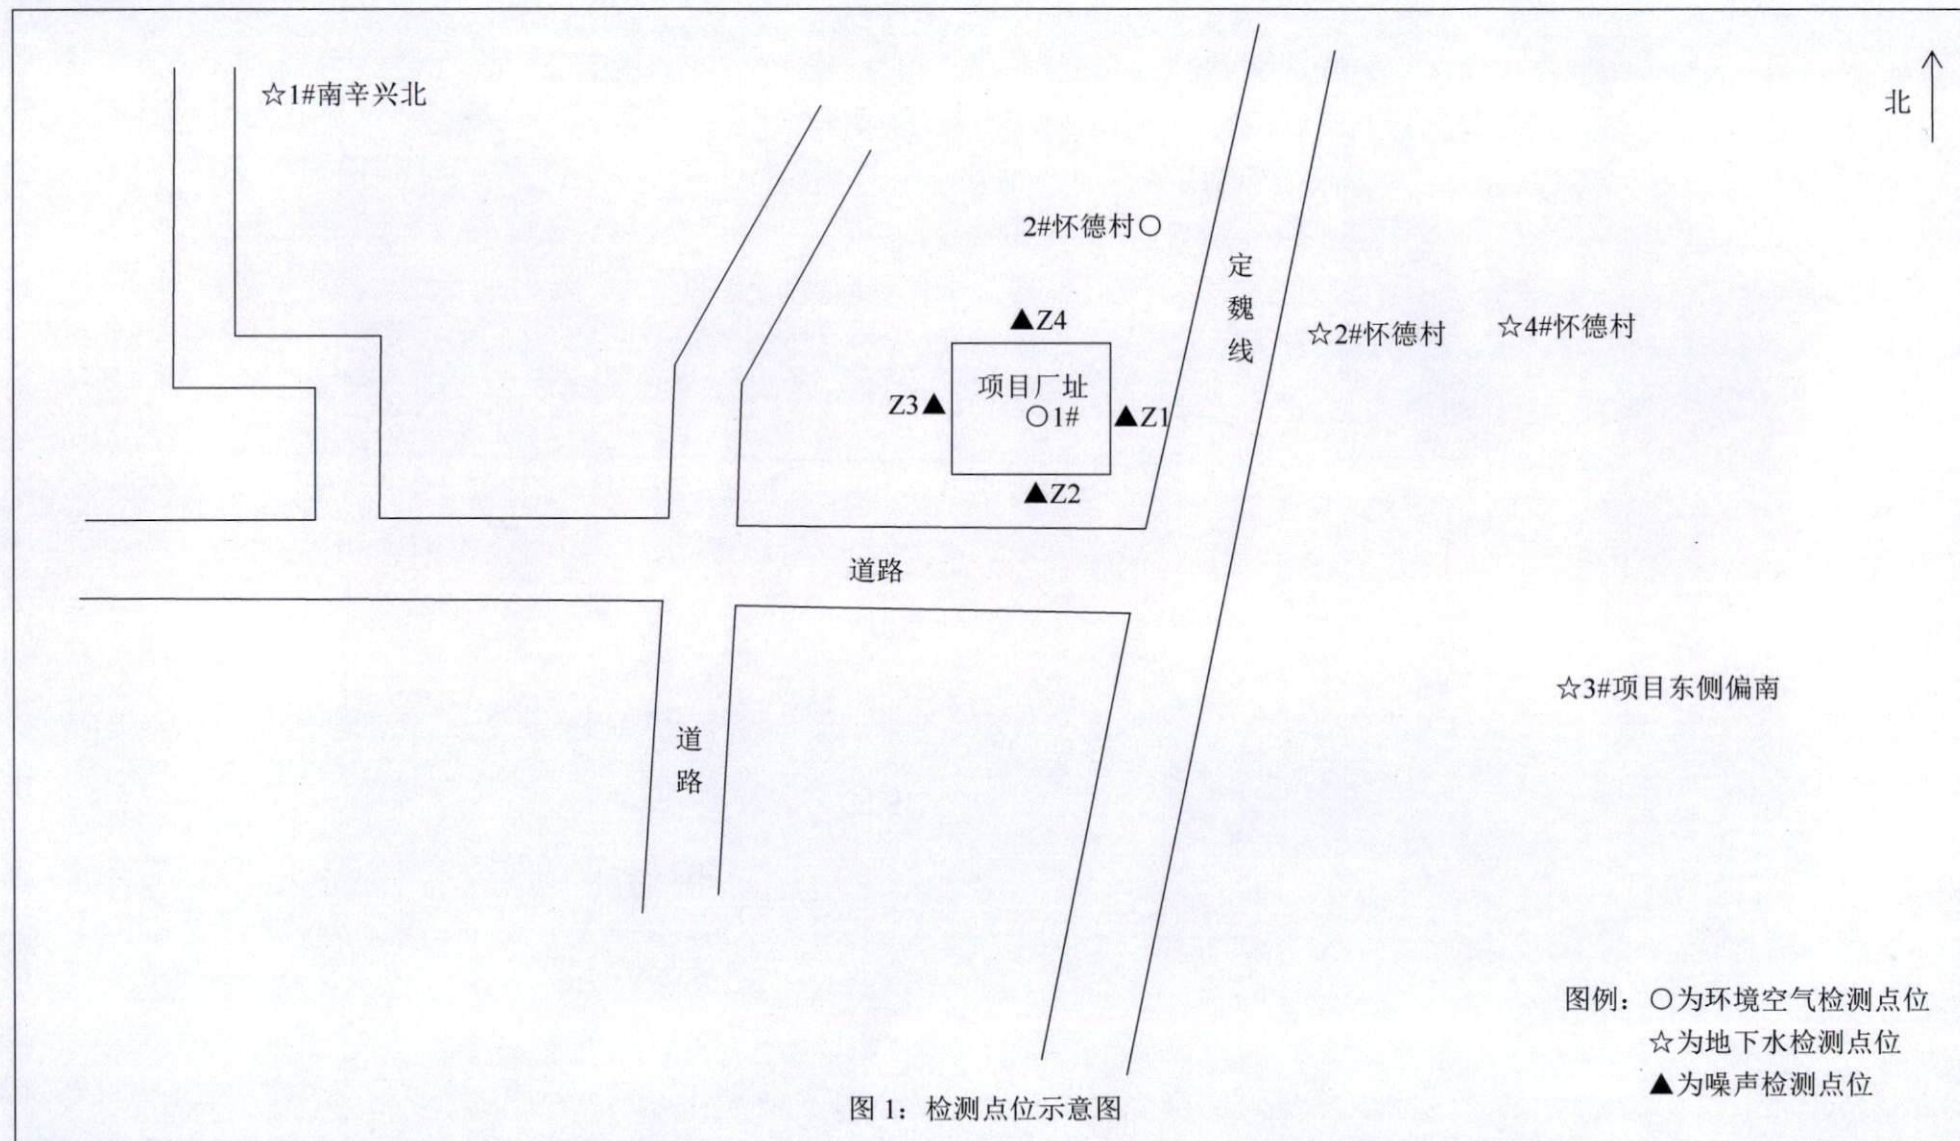 ☆1#南辛兴北
北
2#怀德村○
定魏线
▲Z4
☆2#怀德村
☆4#怀德村
项目厂址
○1#
Z3▲
▲Z1
▲Z2
道路
☆3#项目东侧偏南
道路
图例：○为环境空气检测点位
☆为地下水检测点位
▲为噪声检测点位
图 1：检测点位示意图